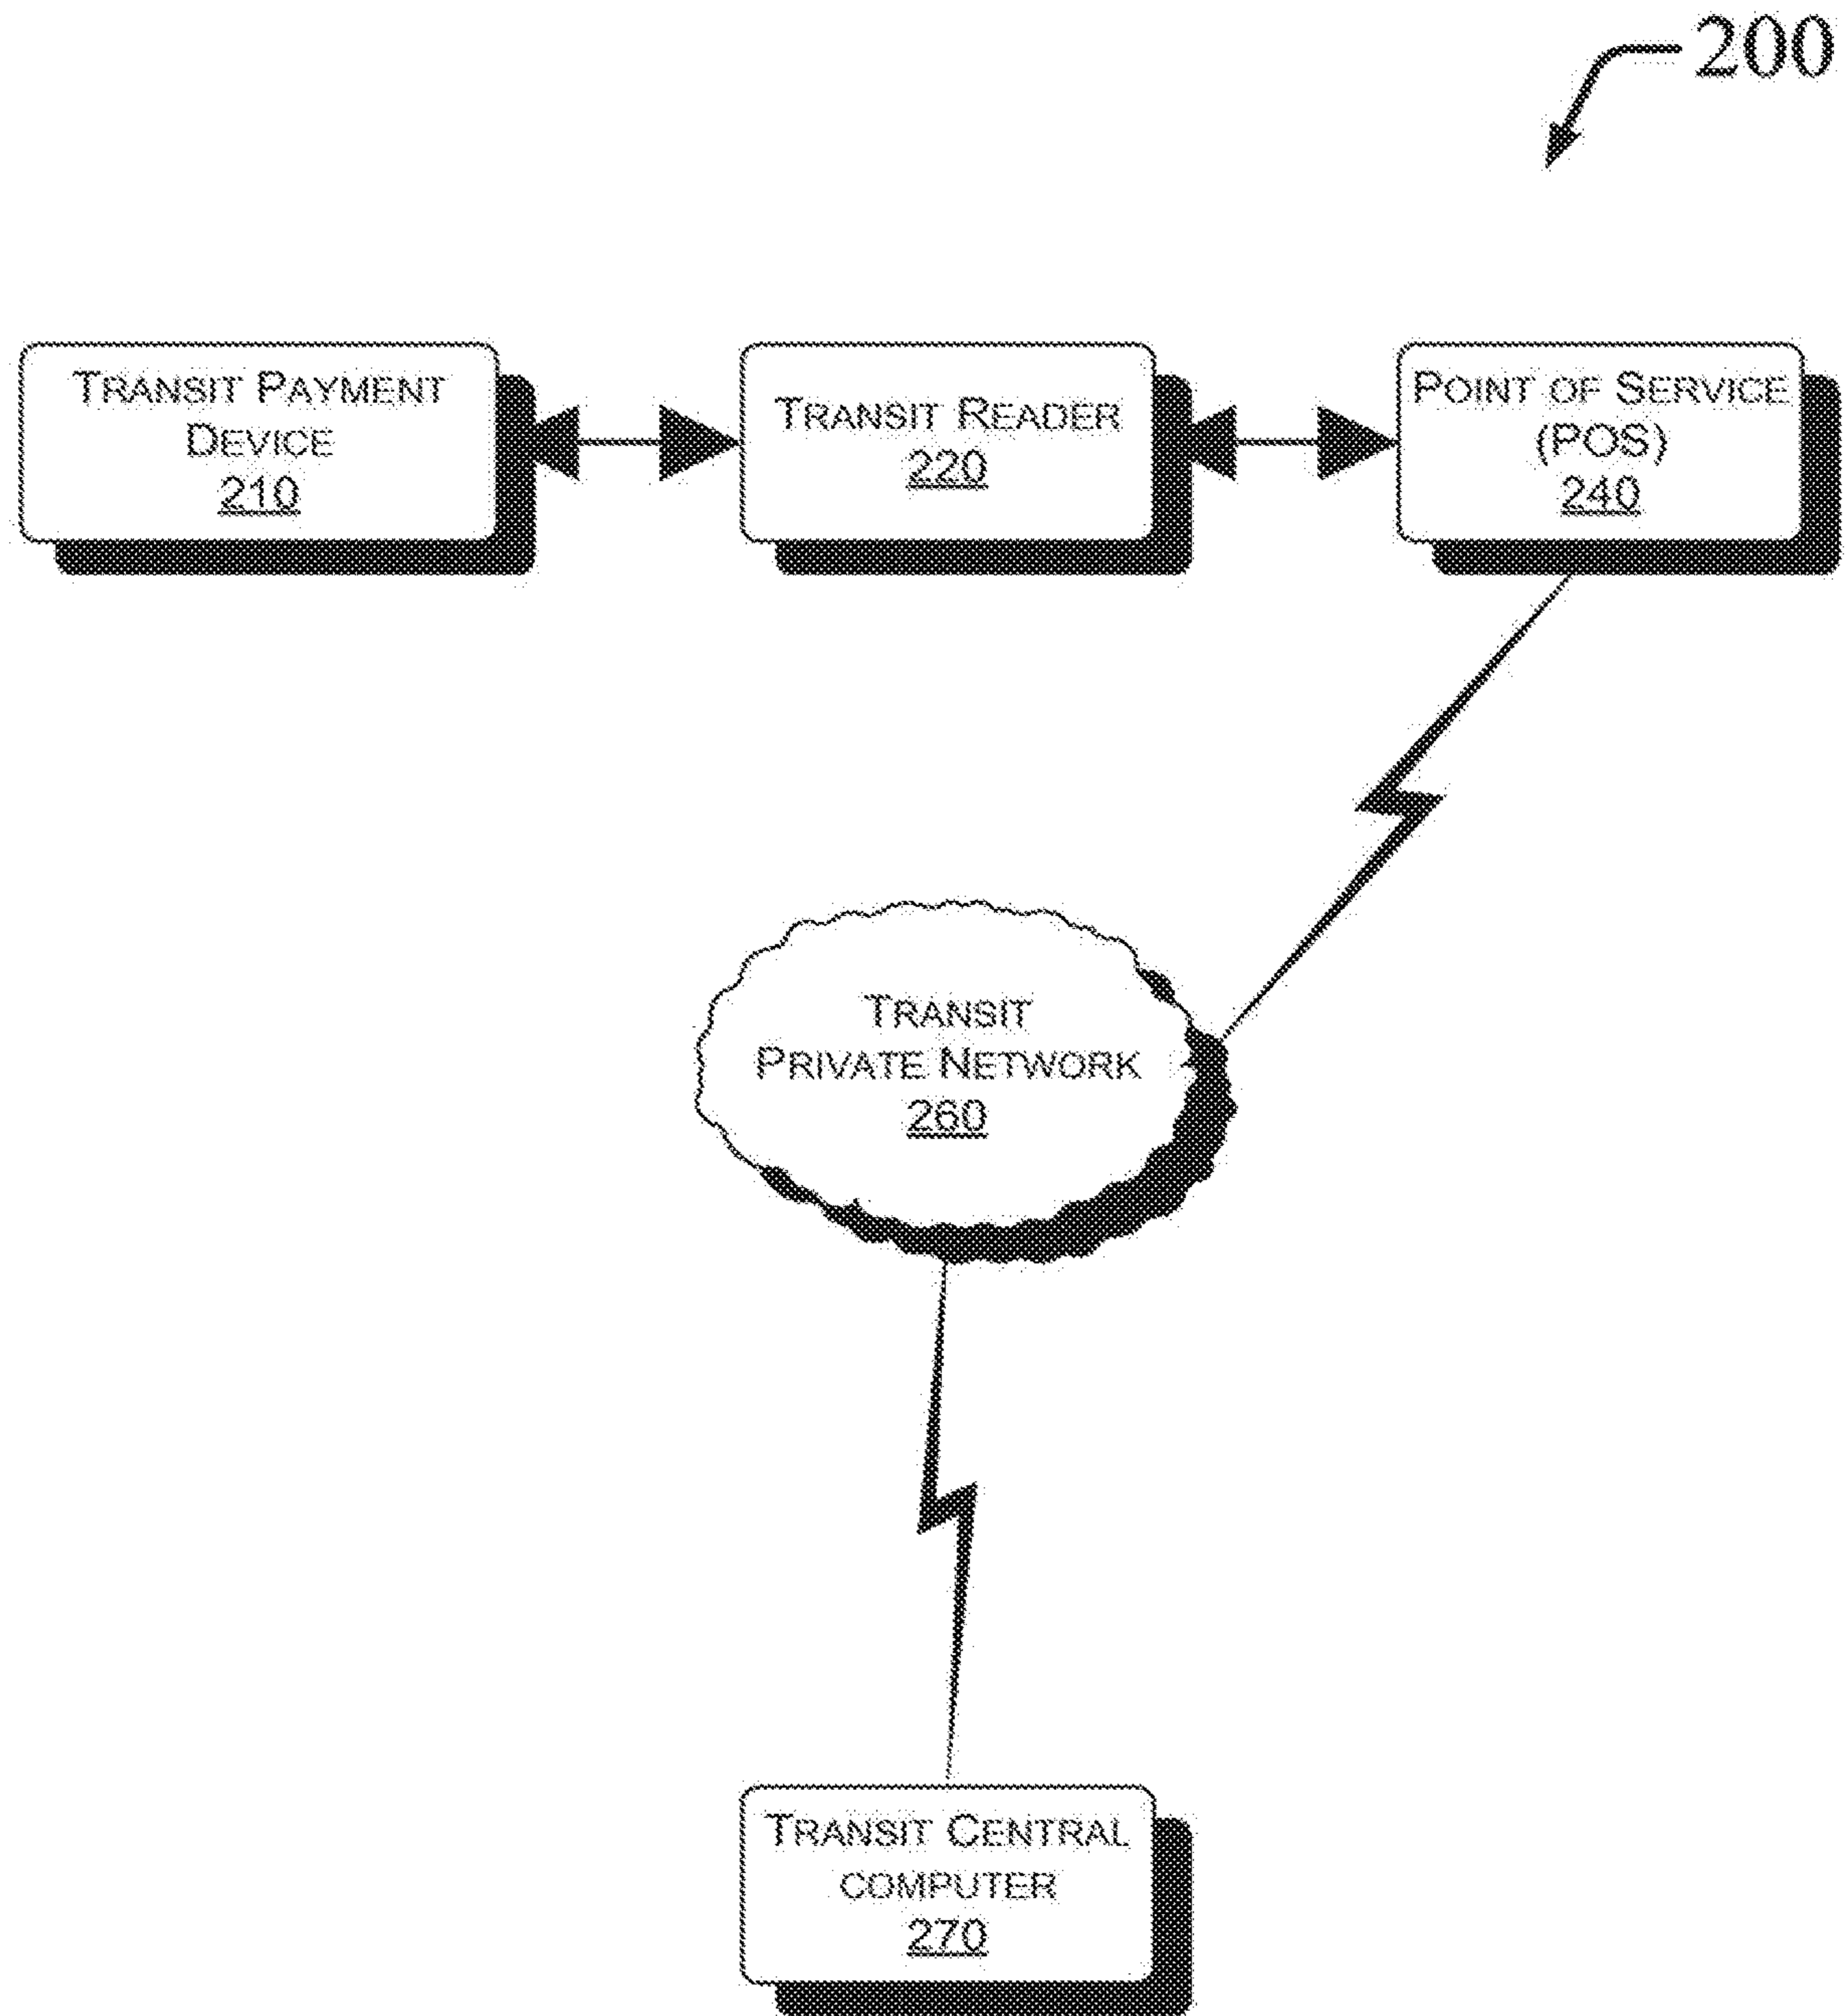 200
TRANSIT PAYMENT
DEVICE
210
TRANSIT READER
220
POINT OF SERVICE
(POS)
240
TRANSIT
PRIVATE NETWORK
260
TRANSIT CENTRAL
COMPUTER
270